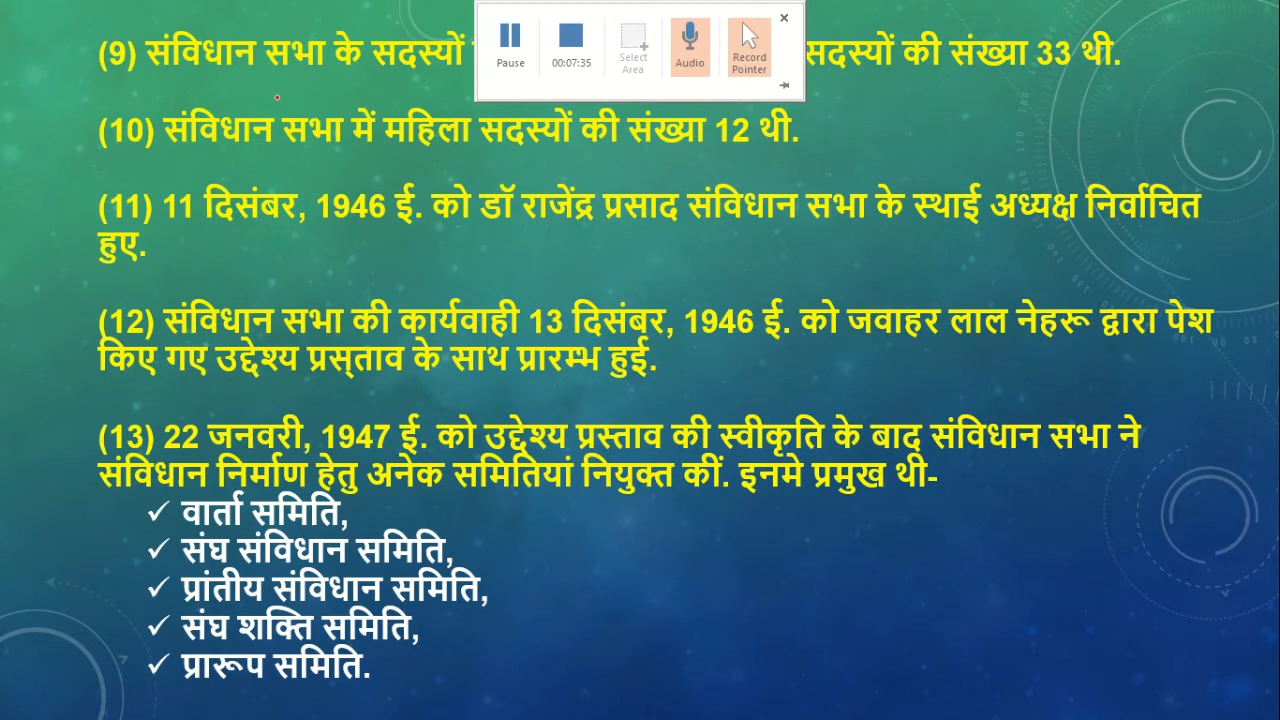 (9) संविधान सभा के सदस्यों सदस्यों की संख्या 33 थी.
Pause
00:07:35
Select
Area
Audio
Record
Pointer
(10) संविधान सभा में महिला सदस्यों की संख्या 12 थी.
(11) 11 दिसंबर, 1946 ई. को डॉ राजेंद्र प्रसाद संविधान सभा के स्थाई अध्यक्ष निर्वाचित
हुए.
(12) संविधान सभा की कार्यवाही 13 दिसंबर, 1946 ई. को जवाहर लाल नेहरू द्वारा पेश
किए गए उद्देश्य प्रस्ताव के साथ प्रारम्भ हुई.
(13) 22 जनवरी, 1947 ई. को उद्देश्य प्रस्ताव की स्वीकृति के बाद संविधान सभा ने
संविधान निर्माण हेतु अनेक समितियां नियुक्त कीं. इनमे प्रमुख थी-
✓ वार्ता समिति,
✓ संघ संविधान समिति,
✓ प्रांतीय संविधान समिति,
✓ संघ शक्ति समिति,
✓ प्रारूप समिति.